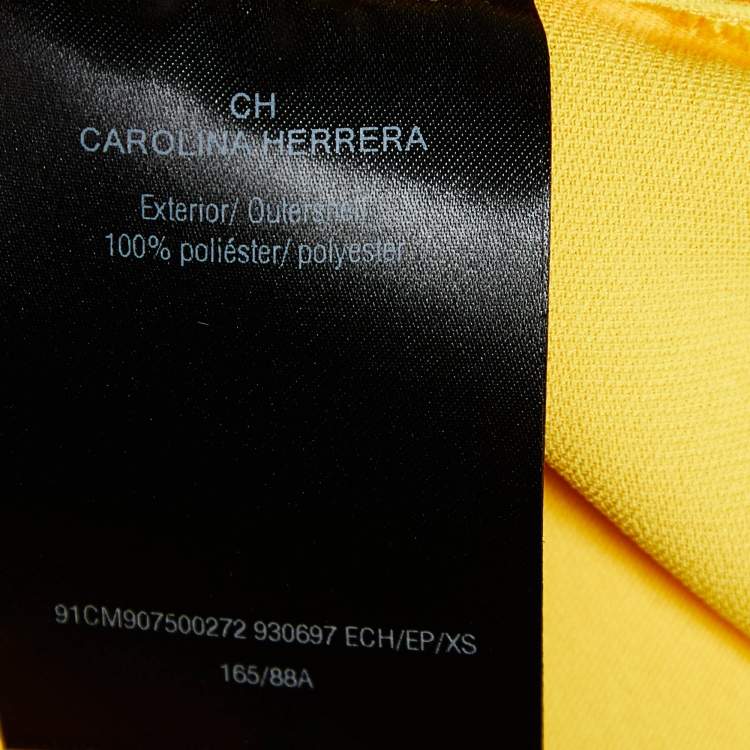 CH
CAROLINA HERRERA
Exterior/ Outershell
100% poliéster/ polyester
91CM907500272 930697 ECH/EP/XS
165/88A